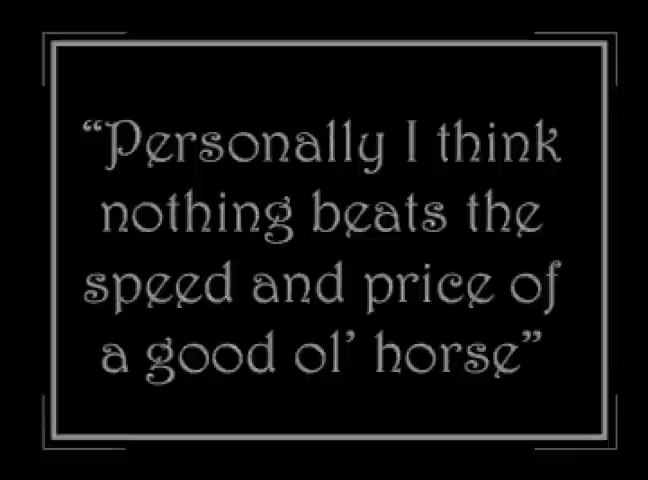 “Personally I think
nothing beats the
speed and price of
a good ol’ horse”